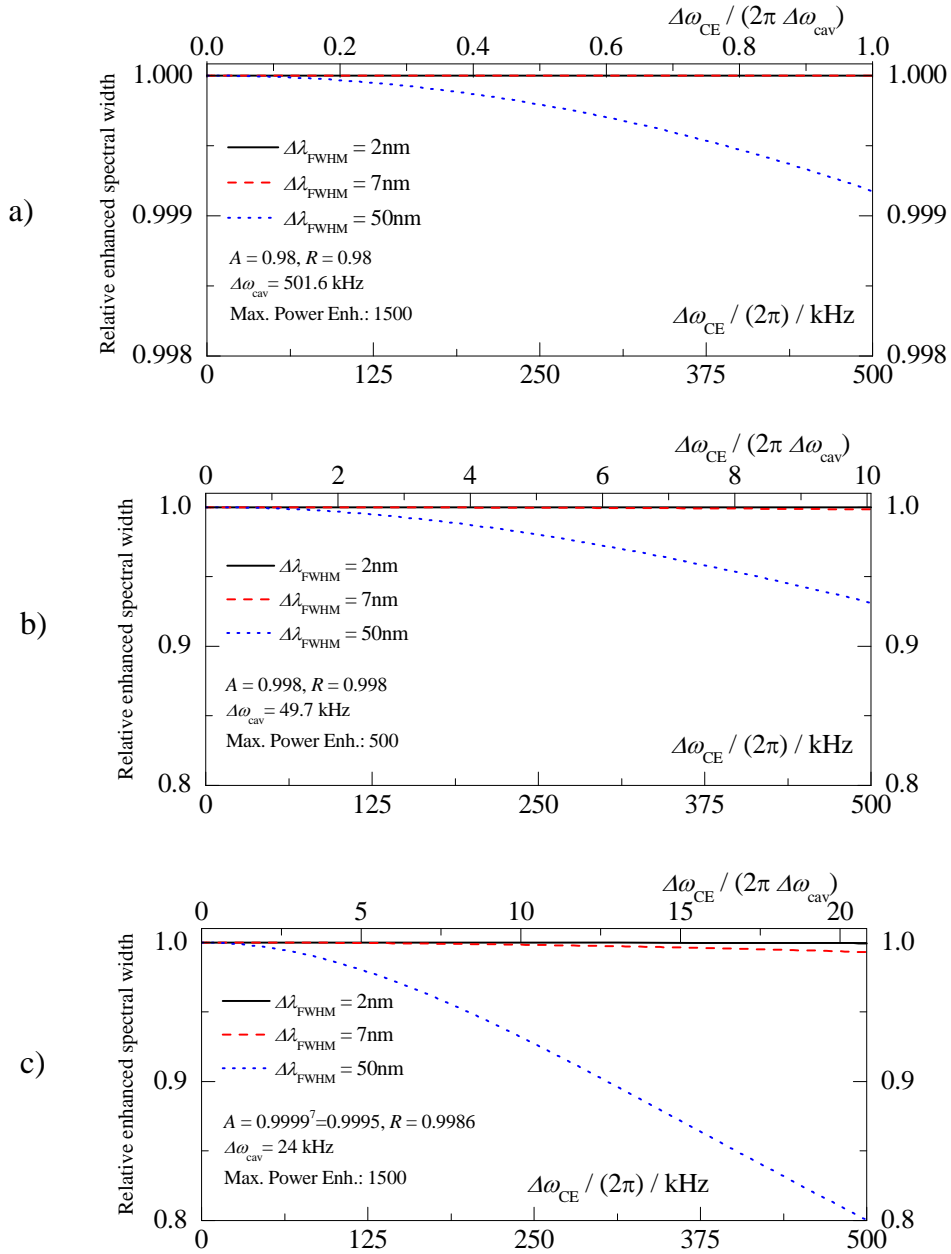 Δω_CE / (2π Δω_cav)
0.0 0.2 0.4 0.6 0.8 1.0
1.000 1.000
Relative enhanced spectral width
Δλ_FWHM = 2nm
Δλ_FWHM = 7nm
a)
0.999 Δλ_FWHM = 50nm 0.999
A = 0.98, R = 0.98
Δω_cav = 501.6 kHz
Max. Power Enh.: 1500
Δω_CE / (2π) / kHz
0.998 0.998
0 125 250 375 500
Δω_CE / (2π Δω_cav)
0 2 4 6 8 10
1.0 1.0
Relative enhanced spectral width
Δλ_FWHM = 2nm
Δλ_FWHM = 7nm
b)
Δλ_FWHM = 50nm
0.9 0.9
A = 0.998, R = 0.998
Δω_cav = 49.7 kHz
Max. Power Enh.: 500
Δω_CE / (2π) / kHz
0.8 0.8
0 125 250 375 500
Δω_CE / (2π Δω_cav)
0 5 10 15 20
1.0 1.0
Relative enhanced spectral width
Δλ_FWHM = 2nm
Δλ_FWHM = 7nm
c)
Δλ_FWHM = 50nm
0.9 0.9
A = 0.9999⁷=0.9995, R = 0.9986
Δω_cav = 24 kHz
Max. Power Enh.: 1500
Δω_CE / (2π) / kHz
0.8 0.8
0 125 250 375 500